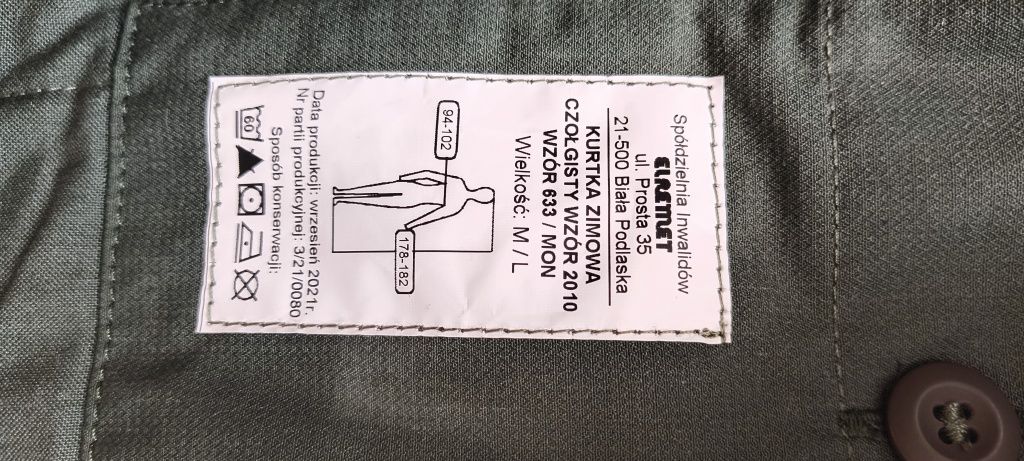 Spółdzielnia Inwalidów
ELREMET
ul. Prosta 35
21-500 Biała Podlaska
KURTKA ZIMOWA
CZOŁGISTY WZÓR 2010
WZÓR 633 / MON
Wielkość: M / L
94-102
178-182
Data produkcji: wrzesień 2021r.
Nr partii produkcyjnej: 3/21/0080
Sposób konserwacji:
60